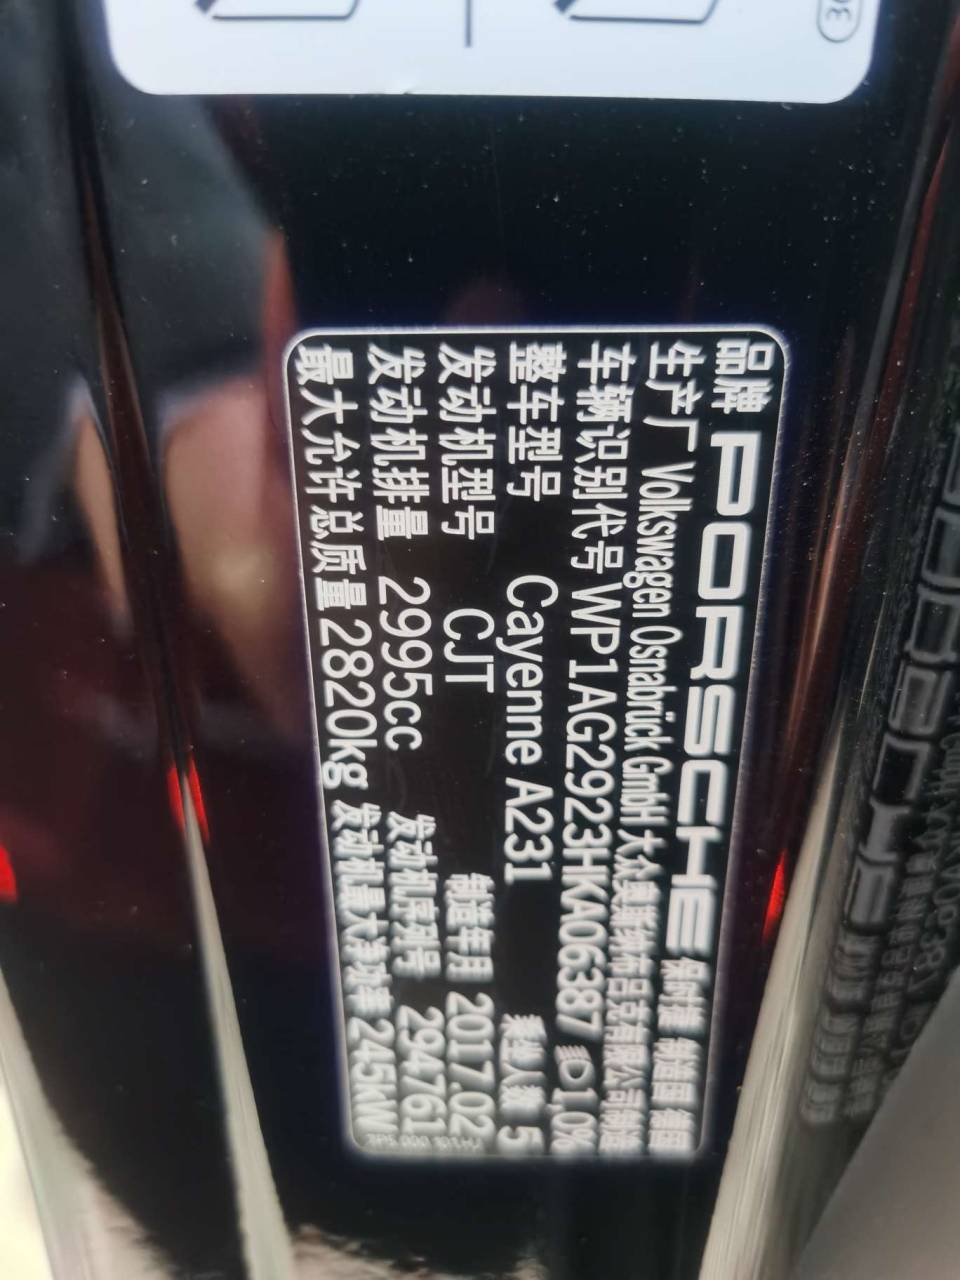 品牌 PORSCHE 保时捷 制造国 德国
生产厂 Volkswagen Osnabrück GmbH 大众奥斯纳布吕克有限公司制造
车辆识别代号 WP1AG2923HKA06387 1,0%
整车型号 Cayenne A231 乘坐人数 5
发动机型号 CJT 制造年月 2017.02
发动机排量 2995cc 发动机序列号 294761
最大允许总质量 2820kg 发动机最大净功率 245KW